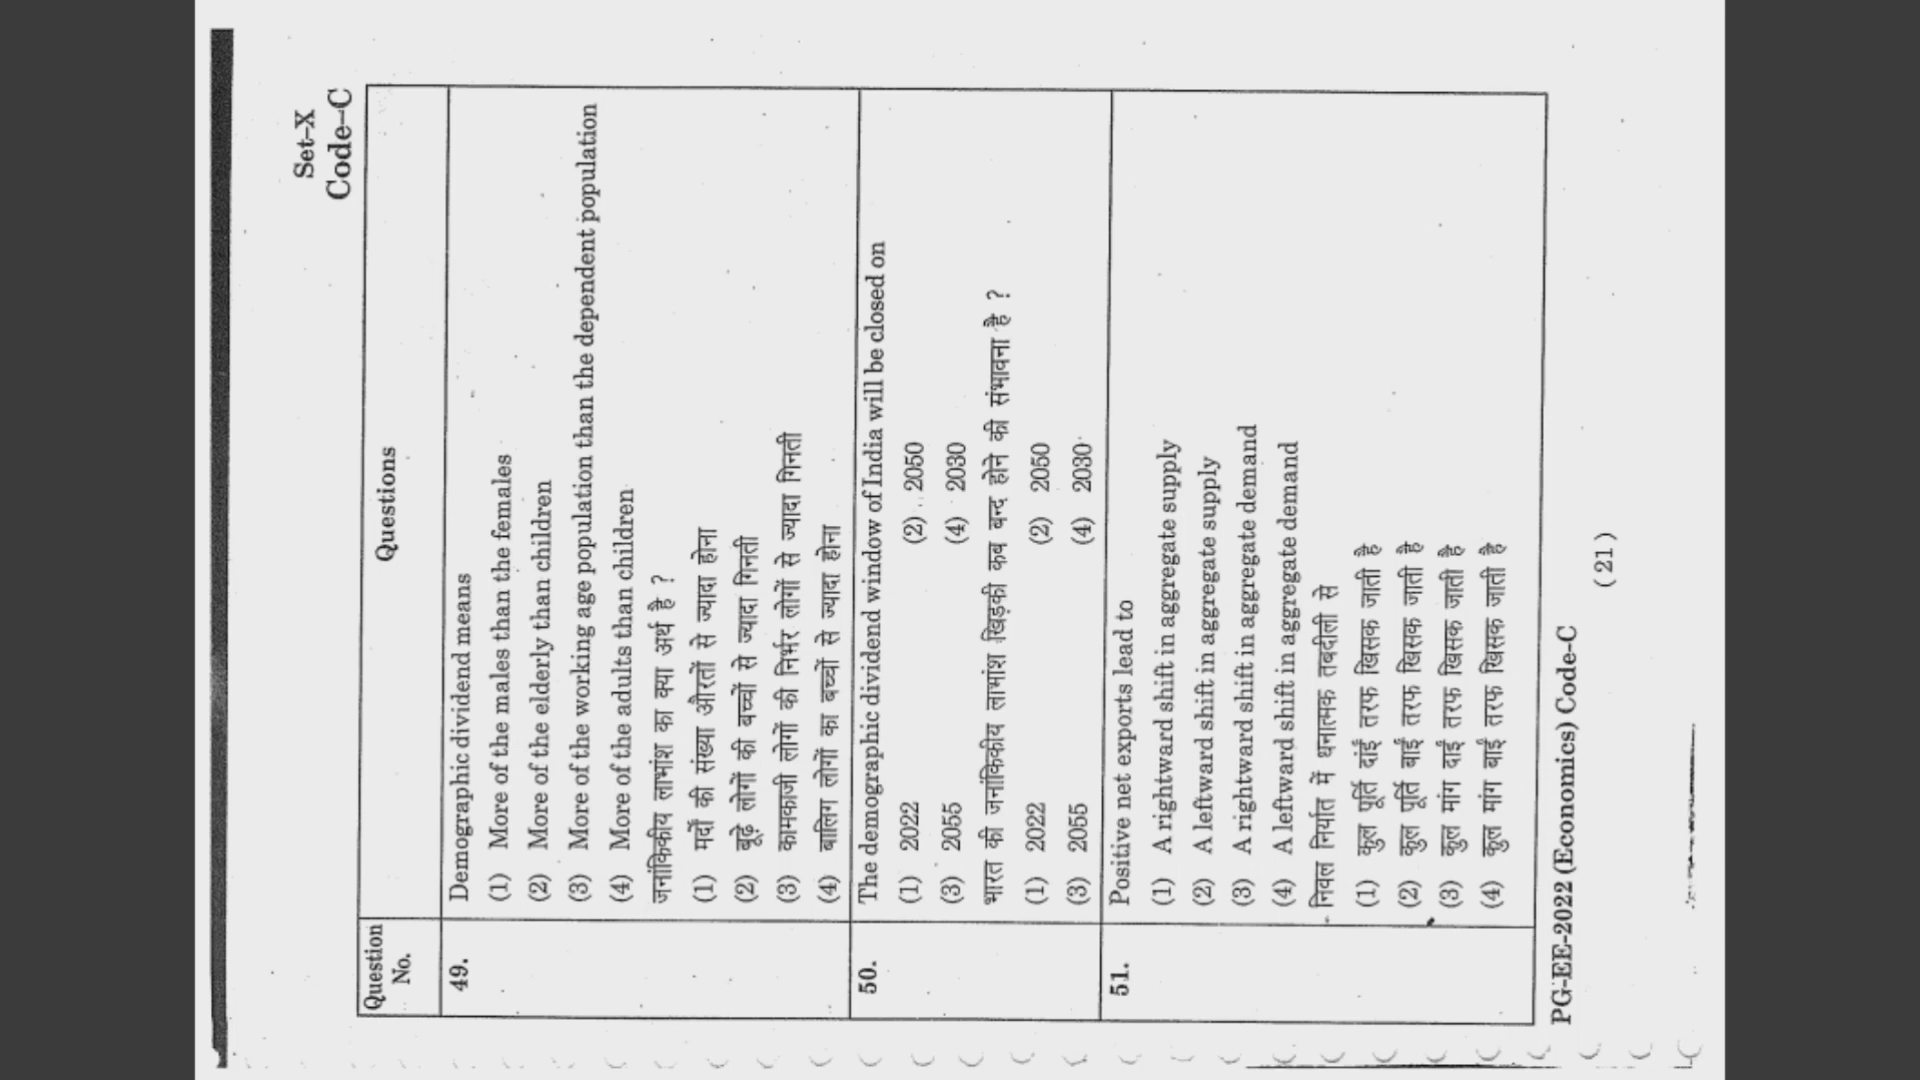 Set–X
Code–C
Question No.
Questions
49.
Demographic dividend means
(1) More of the males than the females
(2) More of the elderly than children
(3) More of the working age population than the dependent population
(4) More of the adults than children
जनांकिकीय लाभांश का क्या अर्थ है ?
(1) मर्दों की संख्या औरतों से ज्यादा होना
(2) बूढ़े लोगों की बच्चों से ज्यादा गिनती
(3) कामकाजी लोगों की निर्भर लोगों से ज्यादा गिनती
(4) बालिग लोगों का बच्चों से ज्यादा होना
50.
The demographic dividend window of India will be closed on
(1) 2022 (2) 2050
(3) 2055 (4) 2030
भारत की जनांकिकीय लाभांश खिड़की कब बन्द होने की संभावना है ?
(1) 2022 (2) 2050
(3) 2055 (4) 2030
51.
Positive net exports lead to
(1) A rightward shift in aggregate supply
(2) A leftward shift in aggregate supply
(3) A rightward shift in aggregate demand
(4) A leftward shift in aggregate demand
निवल निर्यात में धनात्मक तबदीली से
(1) कुल पूर्ति दांई तरफ खिसक जाती है
(2) कुल पूर्ति बाईं तरफ खिसक जाती है
(3) कुल मांग दाईं तरफ खिसक जाती है
(4) कुल मांग बाईं तरफ खिसक जाती है
PG-EE-2022 (Economics) Code-C
(21)